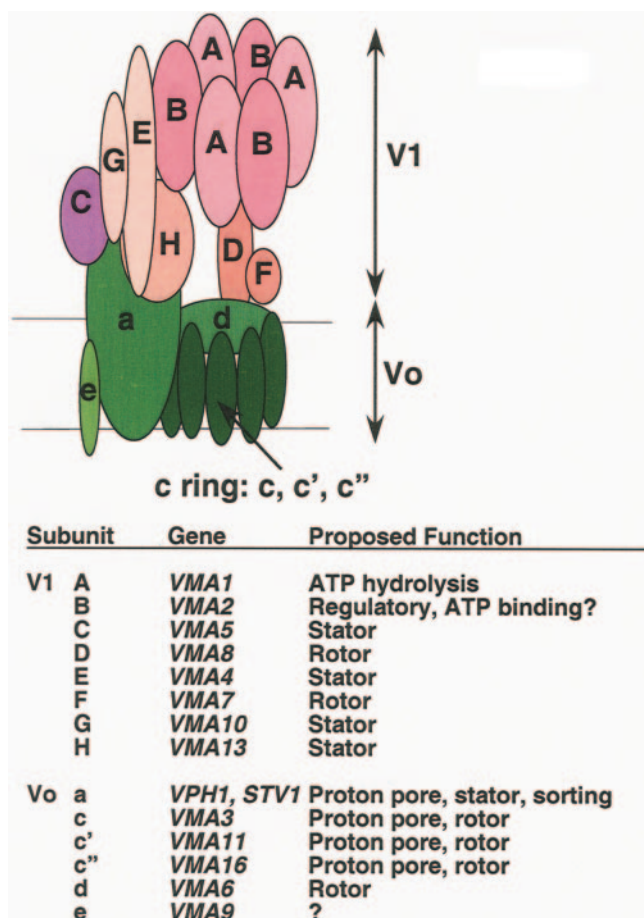 A
B
A
B
E
A
B
G
V1
C
H
D
F
a
d
e
Vo
c ring: c, c', c”
Subunit Gene Proposed Function
V1 A VMA1 ATP hydrolysis
B VMA2 Regulatory, ATP binding?
C VMA5 Stator
D VMA8 Rotor
E VMA4 Stator
F VMA7 Rotor
G VMA10 Stator
H VMA13 Stator
Vo a VPH1, STV1 Proton pore, stator, sorting
c VMA3 Proton pore, rotor
c' VMA11 Proton pore, rotor
c” VMA16 Proton pore, rotor
d VMA6 Rotor
e VMA9 ?